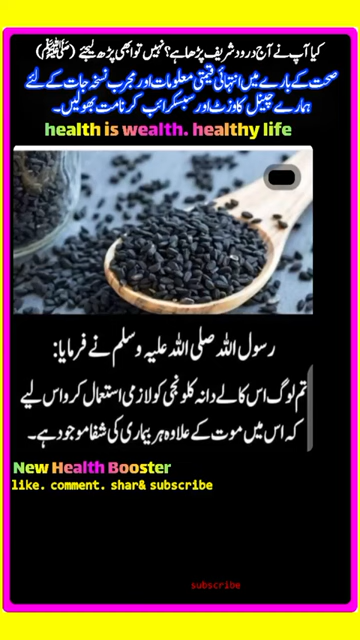 کیا آپ نے آج درود شریف پڑھا ہے؟ نہیں تو ابھی پڑھ لیجئے (ﷺ)
صحت کے بارے میں انتہائی قیمتی معلومات اور مجرب نسخہ جات کے لئے
ہمارے چینل کا وزٹ اور سبسکرائب کرنا مت بھولیں۔
health is wealth. healthy life
رسول اللہ صلی اللہ علیہ وسلم نے فرمایا:
تم لوگ اس کالے دانہ کلونجی کو لازمی استعمال کرو اس لیے
کہ اس میں موت کے علاوہ ہر بیماری کی شفا موجود ہے۔
New Health Booster
like. comment. shar& subscribe
subscribe